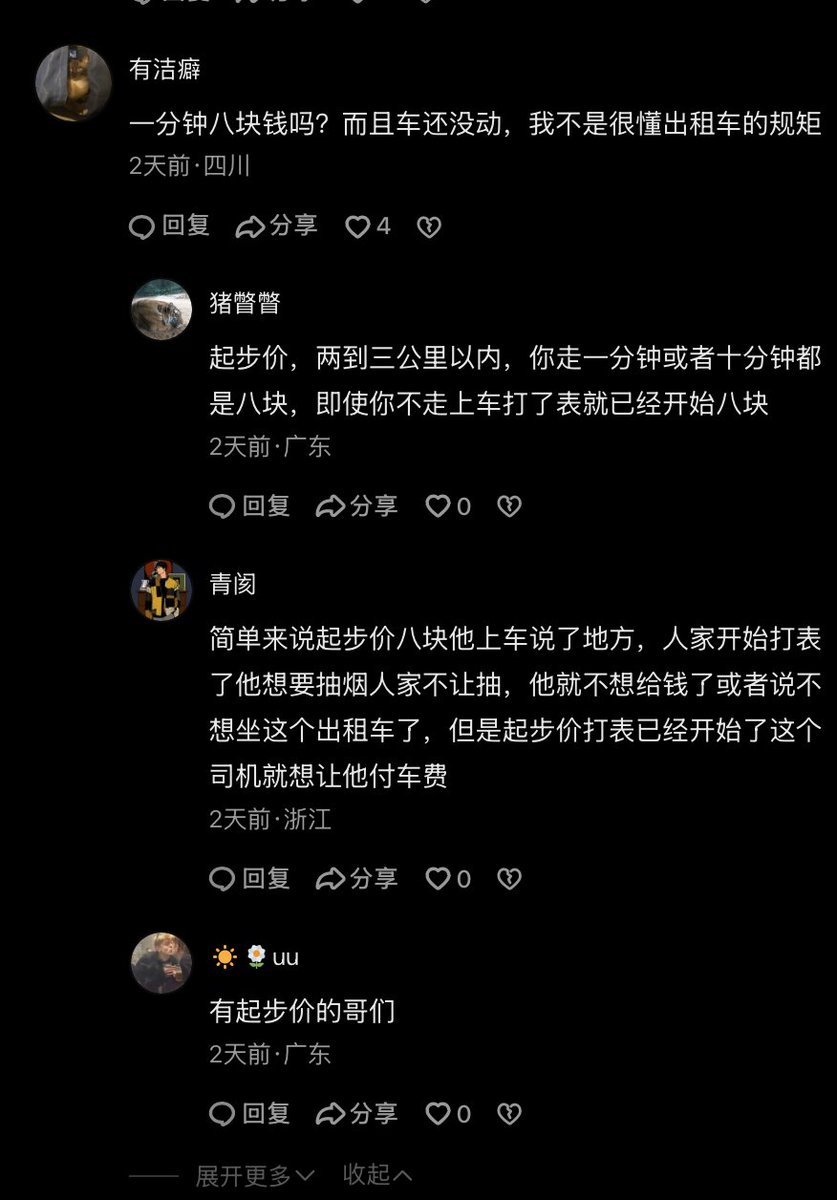 有洁癖
一分钟八块钱吗？而且车还没动，我不是很懂出租车的规矩
2天前·四川
回复 分享 4
猪瞥瞥
起步价，两到三公里以内，你走一分钟或者十分钟都
是八块，即使你不走上车打了表就已经开始八块
2天前·广东
回复 分享 0
青阂
简单来说起步价八块他上车说了地方，人家开始打表
了他想要抽烟人家不让抽，他就不想给钱了或者说不
想坐这个出租车了，但是起步价打表已经开始了这个
司机就想让他付车费
2天前·浙江
回复 分享 0
☀️🌼uu
有起步价的哥们
2天前·广东
回复 分享 0
展开更多 收起